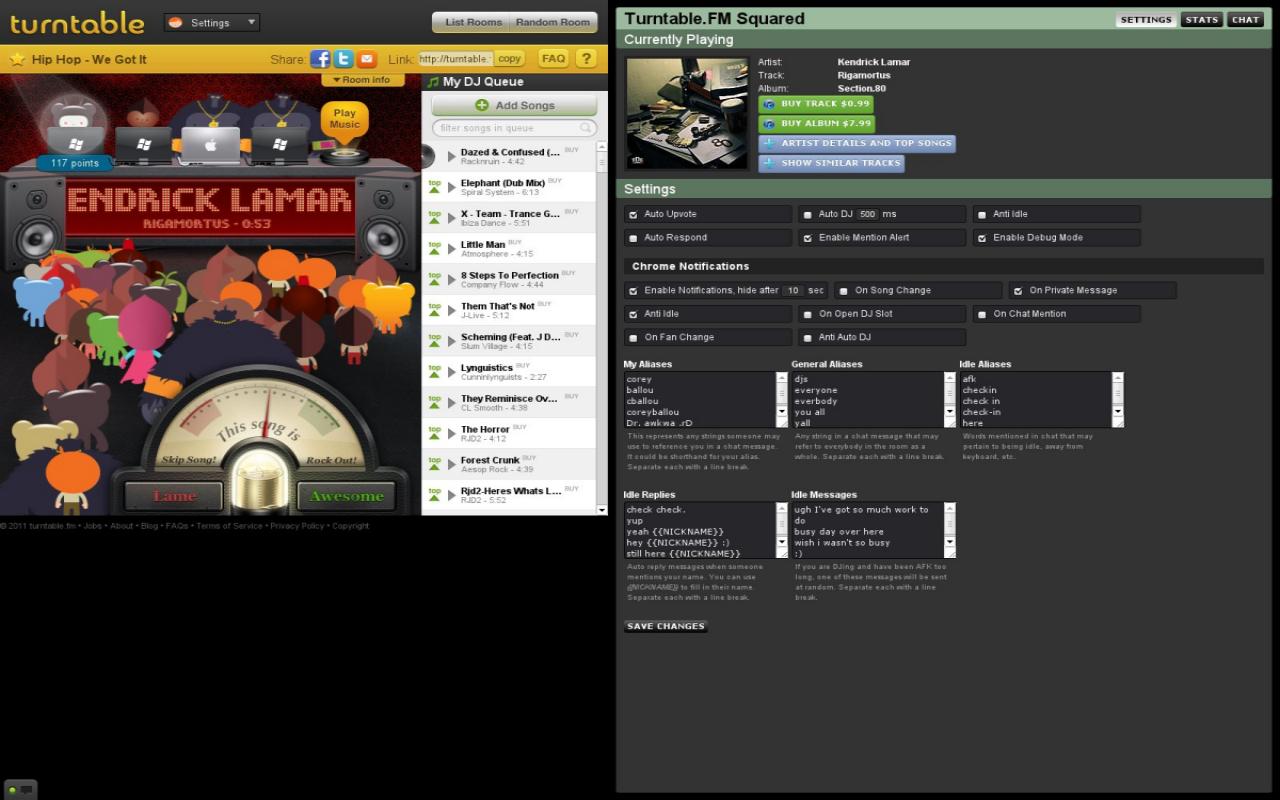 turntable
Settings
List Rooms
Random Room
Hip Hop - We Got It
Share:
Link:
http://turntable.
copy
FAQ
?
Room info
Play
Music
117 points
ENDRICK LAMAR
RIGAMORTUS - 0:53
This song is
Skip Song!
Rock Out!
Lame
Awesome
© 2011 turntable.fm • Jobs • About • Blog • FAQs • Terms of Service • Privacy Policy • Copyright
My DJ Queue
Add Songs
filter songs in queue
Dazed & Confused (... BUY
Racknruin - 4:42
top
Elephant (Dub Mix) BUY
Spiral System - 6:13
top
X - Team - Trance G... BUY
Ibiza Dance - 5:51
top
Little Man BUY
Atmosphere - 4:15
top
8 Steps To Perfection BUY
Company Flow - 4:44
top
Them That's Not BUY
J-Live - 5:12
top
Scheming (Feat. J D... BUY
Slum Village - 4:15
top
Lynguistics BUY
Cunninlynguists - 2:27
top
They Reminisce Ov... BUY
CL Smooth - 4:38
top
The Horror BUY
RJD2 - 4:12
top
Forest Crunk BUY
Aesop Rock - 4:39
top
Rjd2-Heres Whats L... BUY
RJD2 - 5:52
Turntable.FM Squared
SETTINGS
STATS
CHAT
Currently Playing
Artist: Kendrick Lamar
Track: Rigamortus
Album: Section.80
BUY TRACK $0.99
BUY ALBUM $7.99
ARTIST DETAILS AND TOP SONGS
SHOW SIMILAR TRACKS
Settings
Auto Upvote
Auto DJ 500 ms
Anti Idle
Auto Respond
Enable Mention Alert
Enable Debug Mode
Chrome Notifications
Enable Notifications, hide after 10 sec
On Song Change
On Private Message
Anti Idle
On Open DJ Slot
On Chat Mention
On Fan Change
Anti Auto DJ
My Aliases
corey
ballou
cballou
coreyballou
Dr. awkwa .rD
This represents any strings someone may
use to reference you in a chat message.
It could be shorthand for your alias.
Separate each with a line break.
General Aliases
djs
everyone
everbody
you all
yall
Any string in a chat message that may
refer to everybody in the room as a
whole. Separate each with a line break.
Idle Aliases
afk
checkin
check in
check-in
here
Words mentioned in chat that may
pertain to being idle, away from
keyboard, etc.
Idle Replies
check check.
yup
yeah {{NICKNAME}}
hey {{NICKNAME}} :)
still here {{NICKNAME}}
Auto reply messages when someone
mentions your name. You can use
{{NICKNAME}} to fill in their name.
Separate each with a line break.
Idle Messages
ugh I've got so much work to
do
busy day over here
wish i wasn't so busy
:)
If you are DJing and have been AFK too
long, one of these messages will be sent
at random. Separate each with a line
break.
SAVE CHANGES